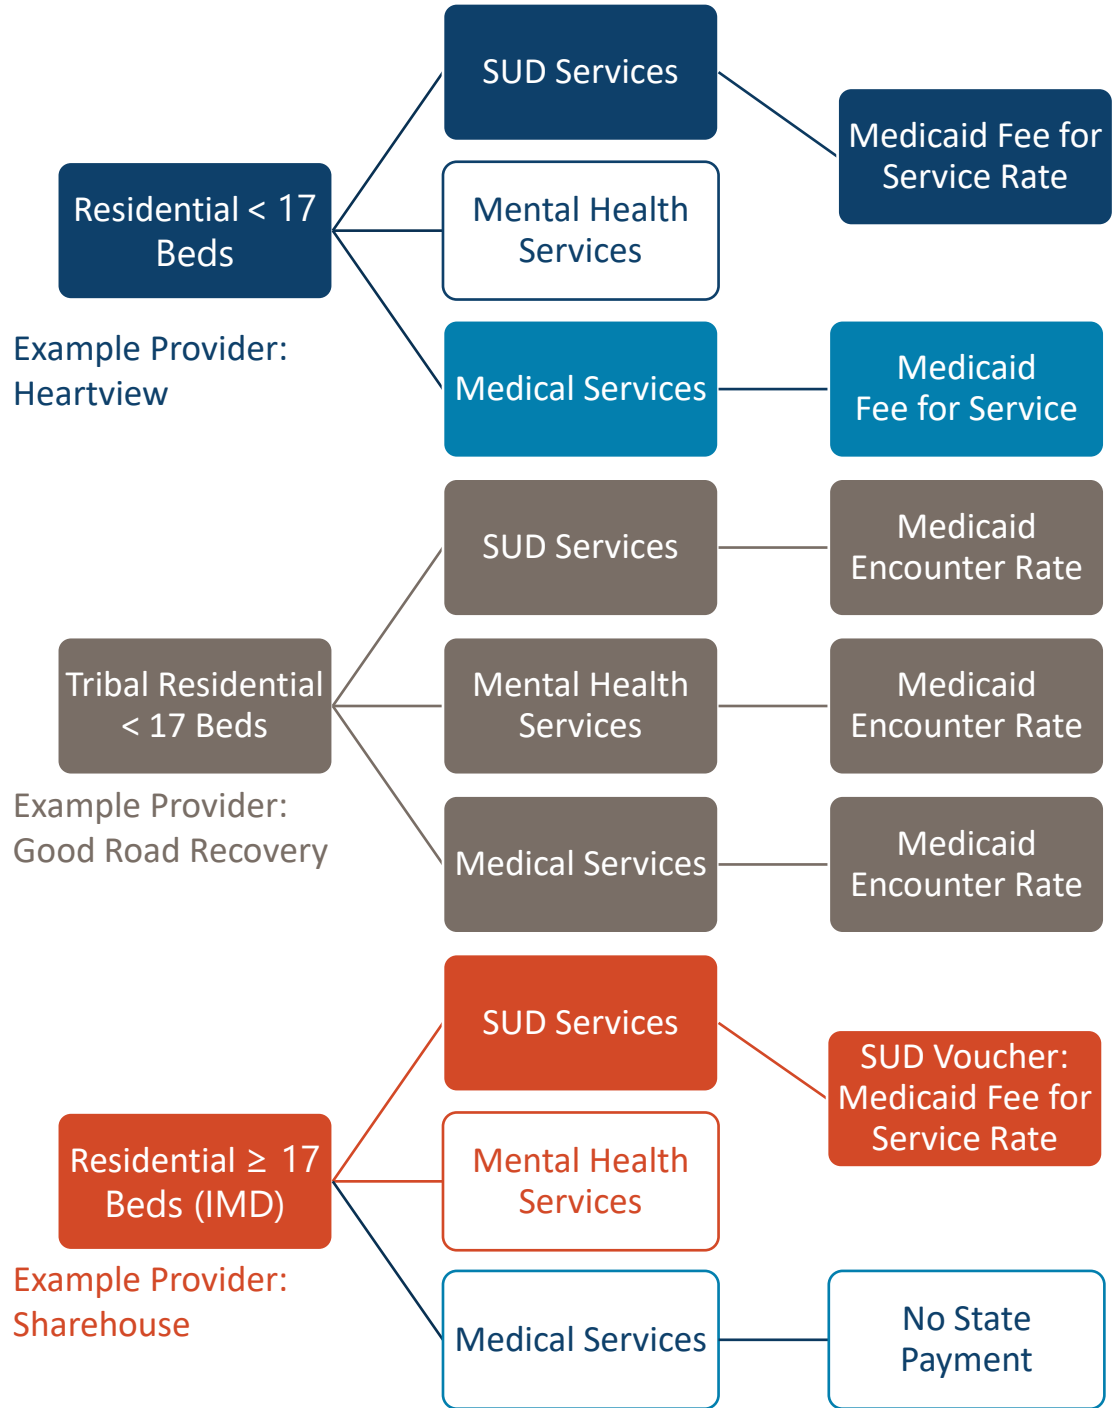 SUD Services
Medicaid Fee for
Service Rate
Residential < 17
Beds
Mental Health
Services
Example Provider:
Heartview
Medical Services
Medicaid
Fee for Service
SUD Services
Medicaid
Encounter Rate
Tribal Residential
< 17 Beds
Mental Health
Services
Medicaid
Encounter Rate
Example Provider:
Good Road Recovery
Medical Services
Medicaid
Encounter Rate
SUD Services
SUD Voucher:
Medicaid Fee for
Service Rate
Residential ≥ 17
Beds (IMD)
Mental Health
Services
Example Provider:
Sharehouse
Medical Services
No State
Payment